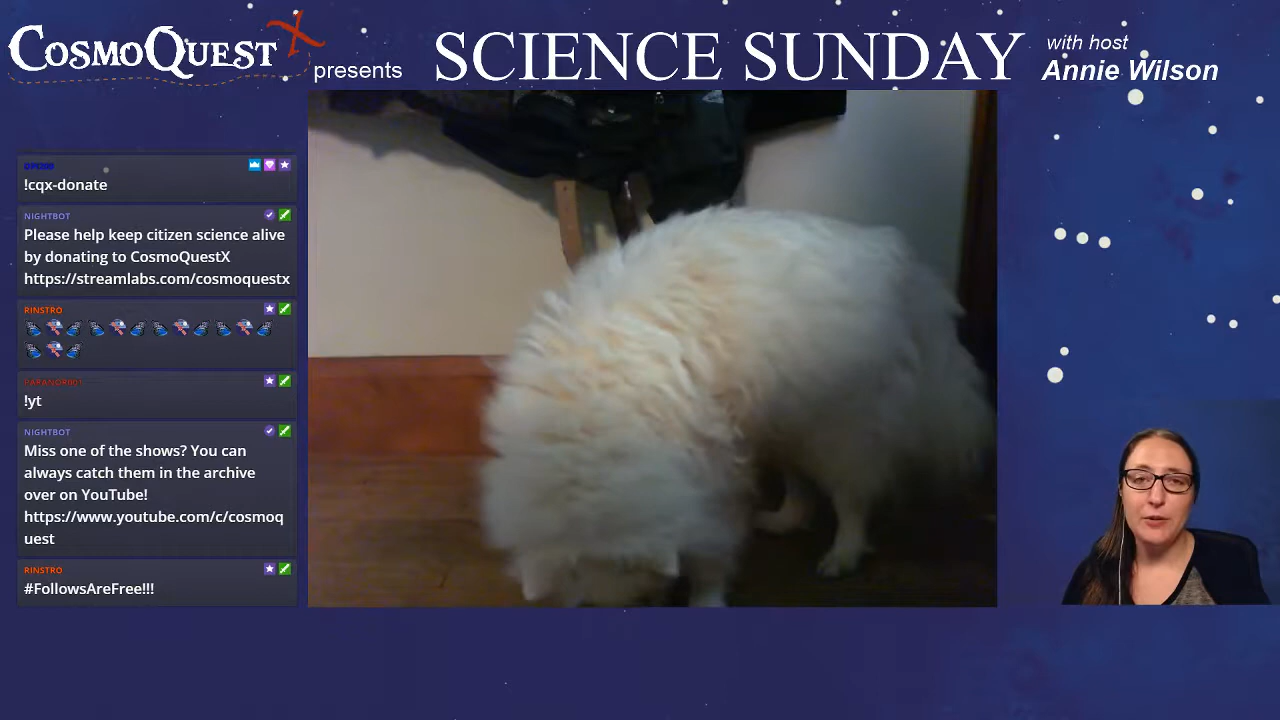 COSMOQUEST X
presents
SCIENCE SUNDAY
with host
Annie Wilson
!cqx-donate
NIGHTBOT
Please help keep citizen science alive
by donating to CosmoQuestX
https://streamlabs.com/cosmoquestx
RINSTRO
!yt
NIGHTBOT
Miss one of the shows? You can
always catch them in the archive
over on YouTube!
https://www.youtube.com/c/cosmoq
uest
RINSTRO
#FollowsAreFree!!!